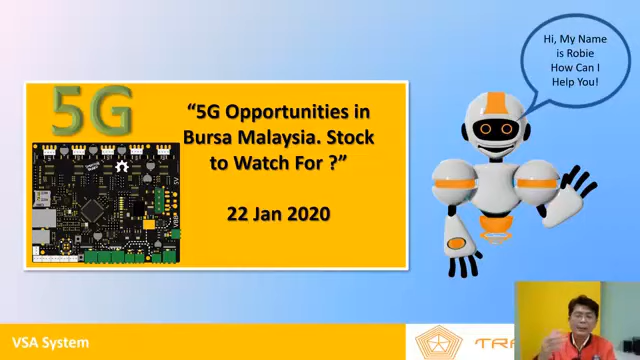 Hi, My Name
is Robie
How Can I
Help You!
5G
“5G Opportunities in
Bursa Malaysia. Stock
to Watch For ?”
22 Jan 2020
VSA System